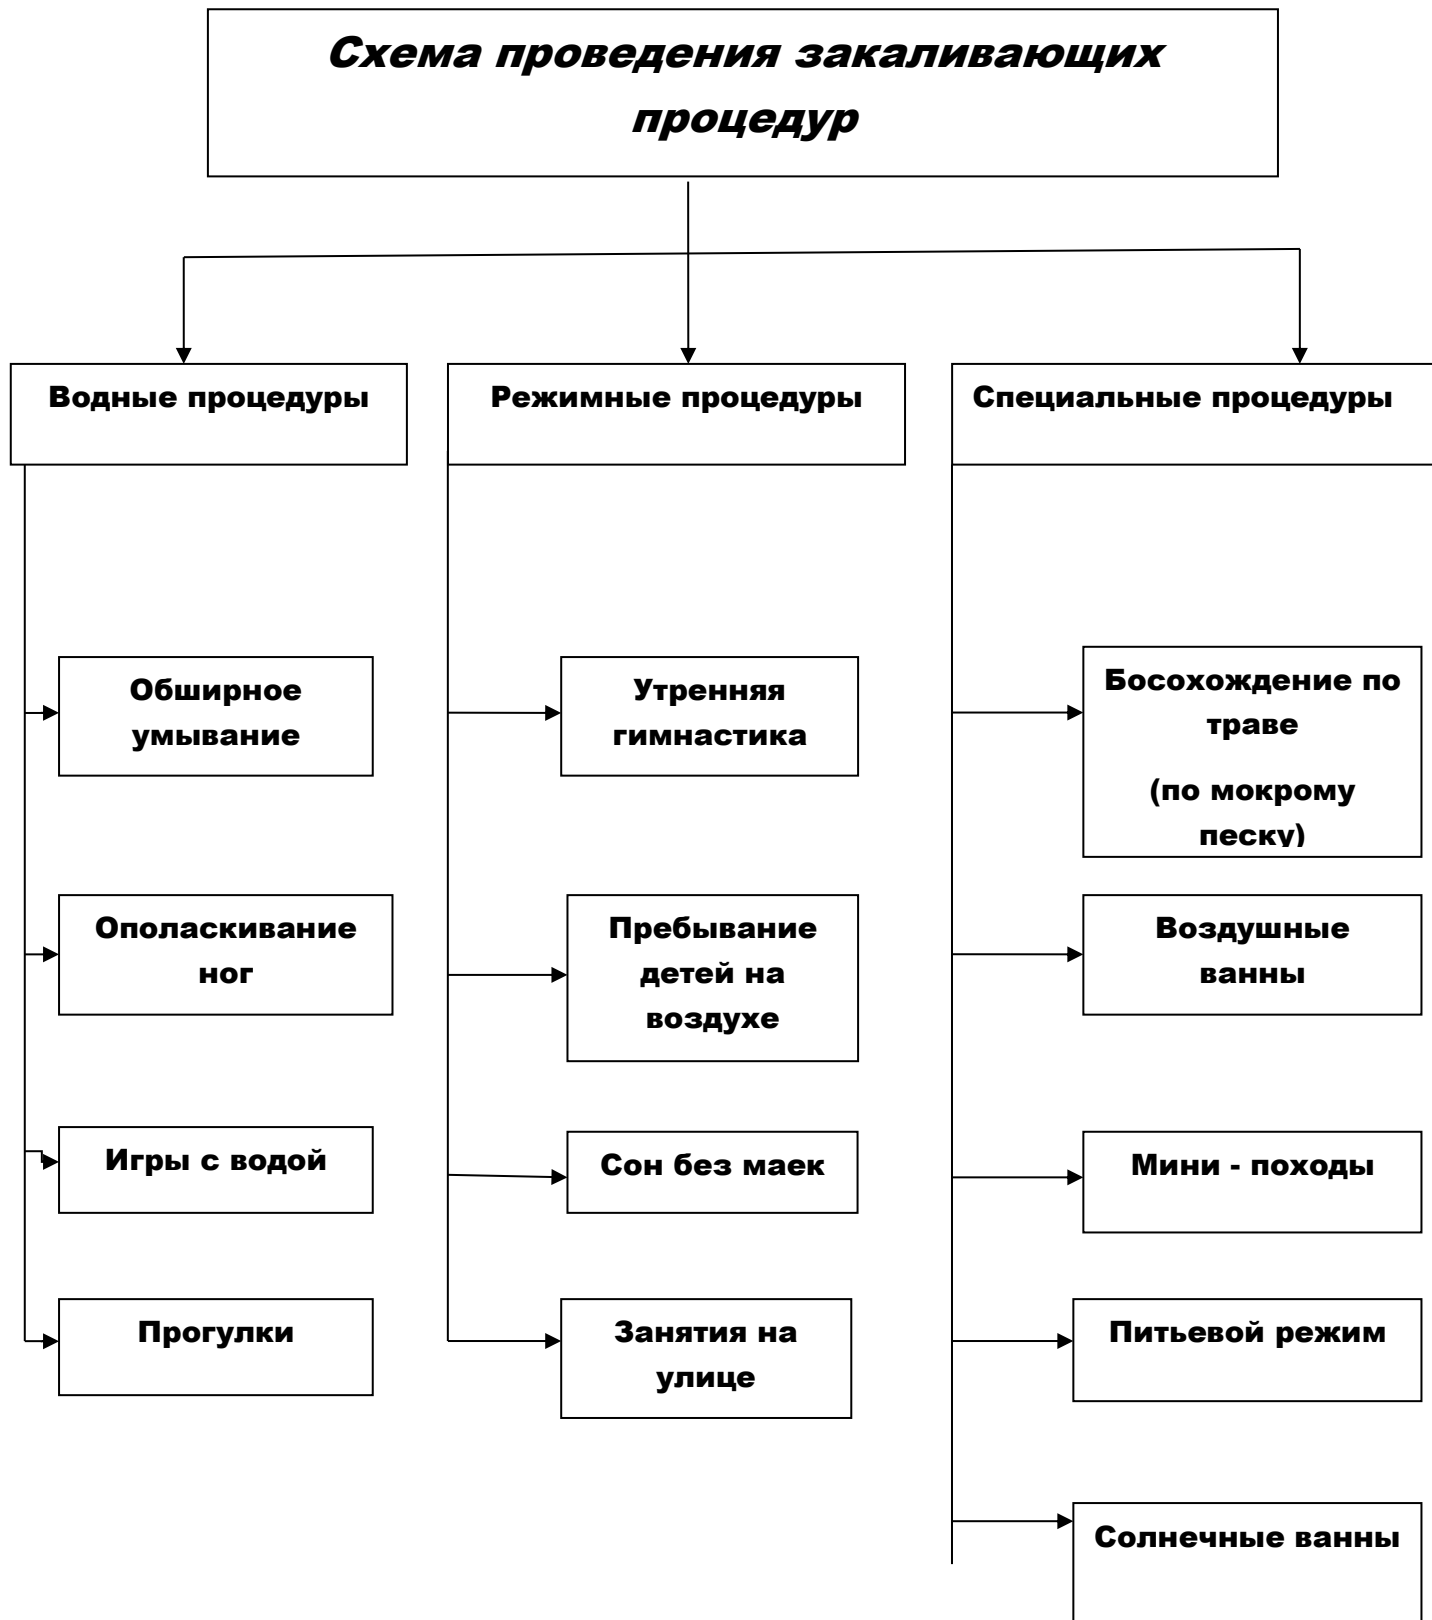 Схема проведения закаливающих
процедур
Водные процедуры
Режимные процедуры
Специальные процедуры
Обширное
умывание
Ополаскивание
ног
Игры с водой
Прогулки
Утренняя
гимнастика
Пребывание
детей на
воздухе
Сон без маек
Занятия на
улице
Босохождение по
траве
(по мокрому
песку)
Воздушные
ванны
Мини - походы
Питьевой режим
Солнечные ванны